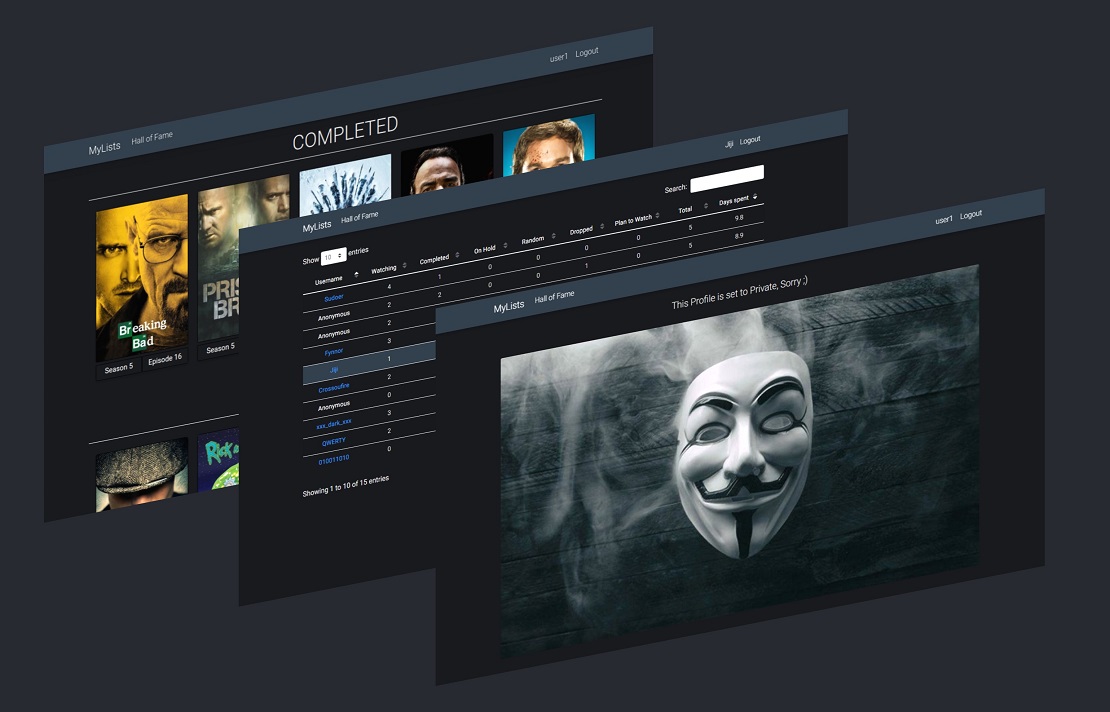 MyLists Hall of Fame user1 Logout
COMPLETED
Breaking
Bad
Season 5 Episode 16
PRIS
BR
Season 5
RICK
MyLists Hall of Fame Jiji Logout
Show 10 entries Search:
Username Watching Completed On Hold Random Dropped Plan to Watch Total Days spent
Sudoer 4 1 0 0 0 0 5 9.8
Anonymous 2 2 0 0 1 0 5 8.9
Anonymous 2
Fynnor 3
Jiji 1
Crossoufire 2
Anonymous 0
xxx_dark_xxx 3
QWERTY 2
010011010 0
Showing 1 to 10 of 15 entries
MyLists Hall of Fame user1 Logout
This Profile is set to Private, Sorry ;)